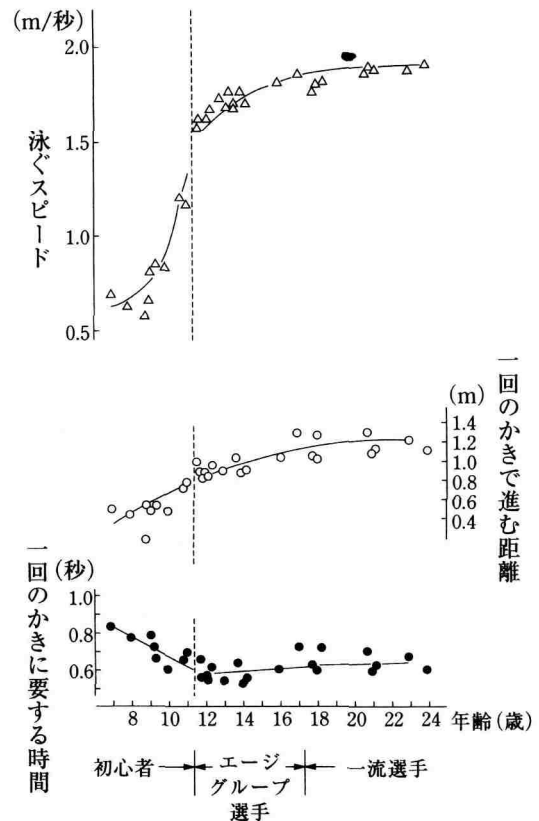 (m/秒)
2.0
1.5
1.0
0.5
泳ぐスピード
(m)
1.4
1.2
1.0
0.8
0.6
0.4
一回のかきで進む距離
(秒)
1.0
0.8
0.6
一回のかきに要する時間
8 10 12 14 16 18 20 22 24 年齢(歳)
初心者
エージ
グループ
選手
一流選手